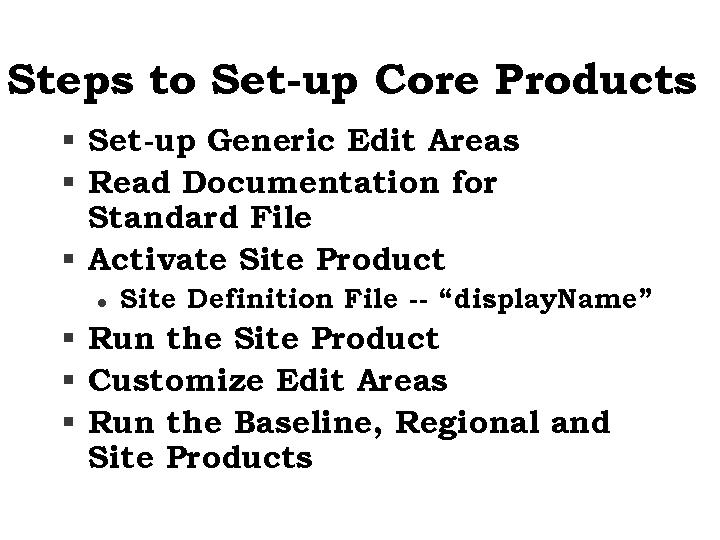 Steps to Set-up Core Products
▪ Set-up Generic Edit Areas
▪ Read Documentation for
Standard File
▪ Activate Site Product
● Site Definition File -- “display.Name”
▪ Run the Site Product
▪ Customize Edit Areas
▪ Run the Baseline, Regional and
Site Products